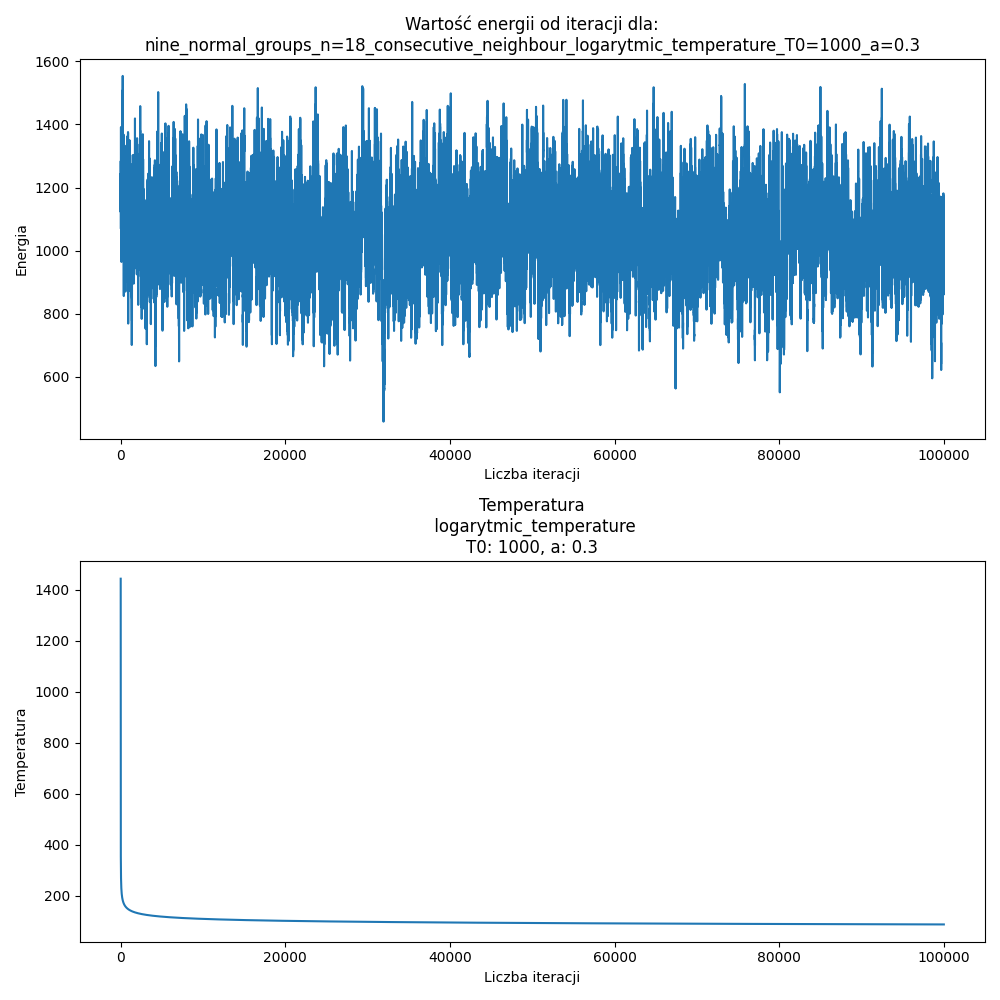 Wartość energii od iteracji dla:
nine_normal_groups_n=18_consecutive_neighbour_logarytmic_temperature_T0=1000_a=0.3
1600
1400
1200
1000
800
600
Energia
0 20000 40000 60000 80000 100000
Liczba iteracji
Temperatura
logarytmic_temperature
T0: 1000, a: 0.3
1400
1200
1000
800
600
400
200
Temperatura
0 20000 40000 60000 80000 100000
Liczba iteracji